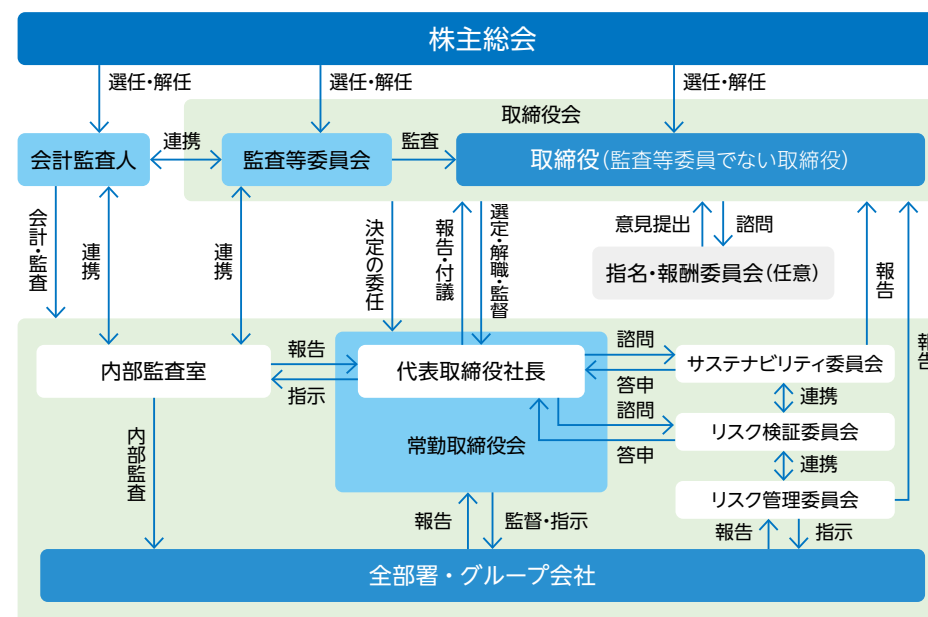 株主総会
選任・解任
選任・解任
選任・解任
取締役会
会計監査人
連携
監査等委員会
監査
取締役(監査等委員でない取締役)
会計・監査
連携
連携
決定の委任
報告・付議
選定・解職・監督
意見提出
諮問
指名・報酬委員会(任意)
報告
報告
内部監査室
報告
指示
代表取締役社長
常勤取締役会
諮問
答申
諮問
答申
サステナビリティ委員会
連携
リスク検証委員会
連携
リスク管理委員会
内部監査
報告
監督・指示
報告
指示
全部署・グループ会社